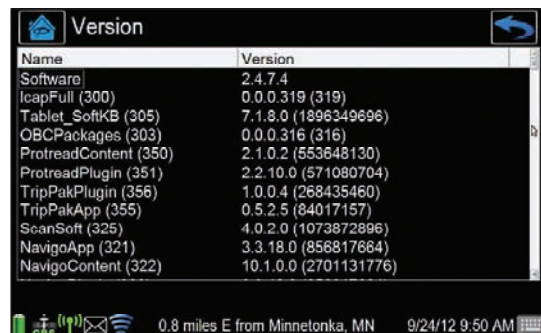 Version
Name Version
Software 2.4.7.4
IcapFull (300) 0.0.0.319 (319)
Tablet_SoftKB (305) 7.1.8.0 (1896349696)
OBCPackages (303) 0.0.0.316 (316)
ProtreadContent (350) 2.1.0.2 (553648130)
ProtreadPlugin (351) 2.2.10.0 (571080704)
TripPakPlugin (356) 1.0.0.4 (268435460)
TripPakApp (355) 0.5.2.5 (84017157)
ScanSoft (325) 4.0.2.0 (1073872896)
NavigoApp (321) 3.3.18.0 (856817664)
NavigoContent (322) 10.1.0.0 (2701131776)
GPS 0.8 miles E from Minnetonka, MN 9/24/12 9:50 AM